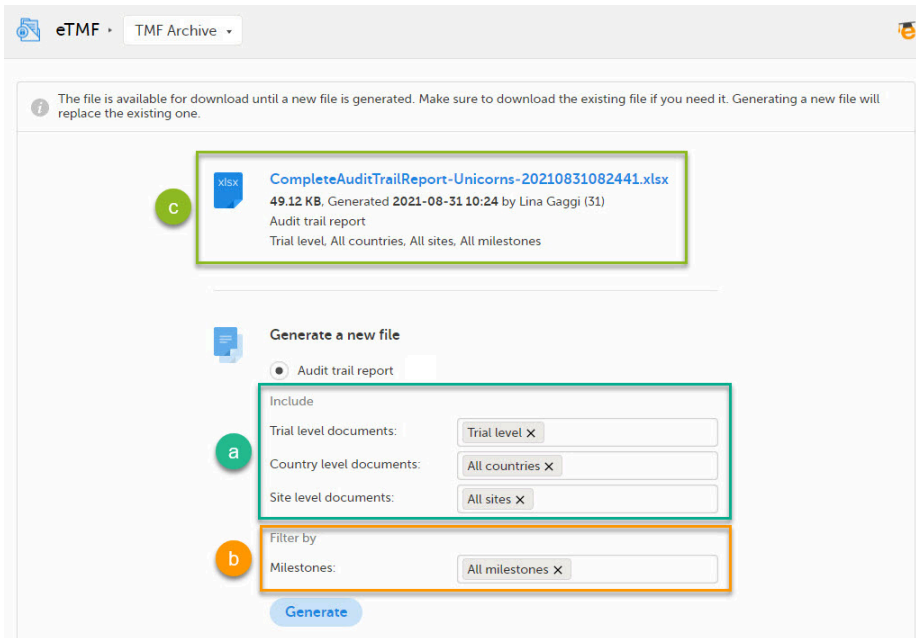 eTMF
TMF Archive
The file is available for download until a new file is generated. Make sure to download the existing file if you need it. Generating a new file will
replace the existing one.
xlsx
CompleteAuditTrailReport-Unicorns-20210831082441.xlsx
49.12 KB, Generated 2021-08-31 10:24 by Lina Gaggi (31)
c
Audit trail report
Trial level, All countries, All sites, All milestones
Generate a new file
Audit trail report
Include
Trial level documents: Trial level ×
a
Country level documents: All countries ×
Site level documents: All sites ×
Filter by
b
Milestones: All milestones ×
Generate